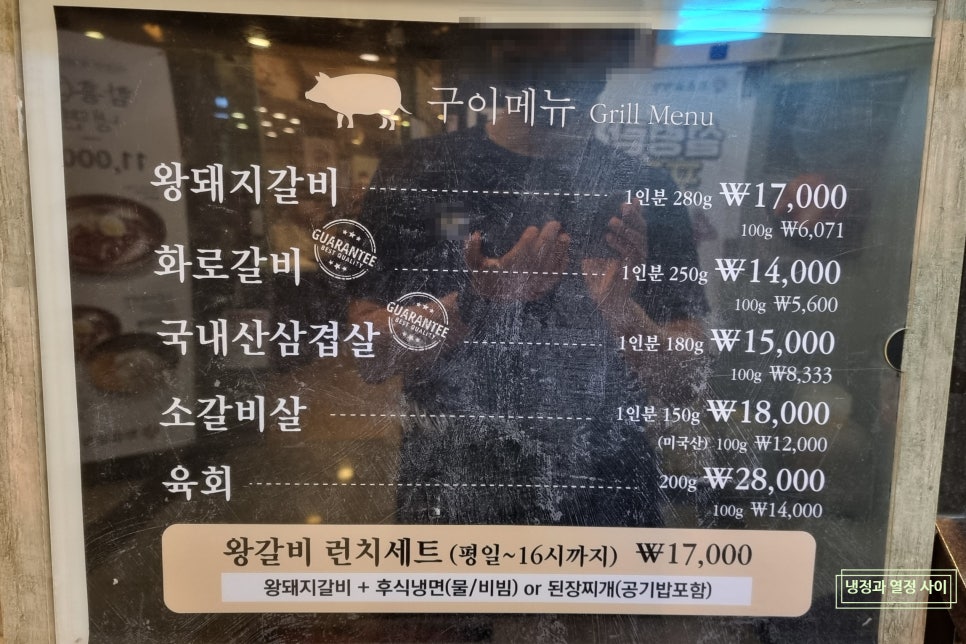 구이메뉴 Grill Menu
왕돼지갈비 1인분 280g ₩17,000
100g ₩6,071
GUARANTEE
BEST QUALITY
화로갈비 1인분 250g ₩14,000
100g ₩5,600
GUARANTEE
BEST QUALITY
국내산삼겹살 1인분 180g ₩15,000
100g ₩8,333
소갈비살 1인분 150g ₩18,000
(미국산) 100g ₩12,000
육회 200g ₩28,000
100g ₩14,000
왕갈비 런치세트 (평일~16시까지) ₩17,000
왕돼지갈비 + 후식냉면(물/비빔) or 된장찌개(공기밥포함)
냉정과 열정 사이